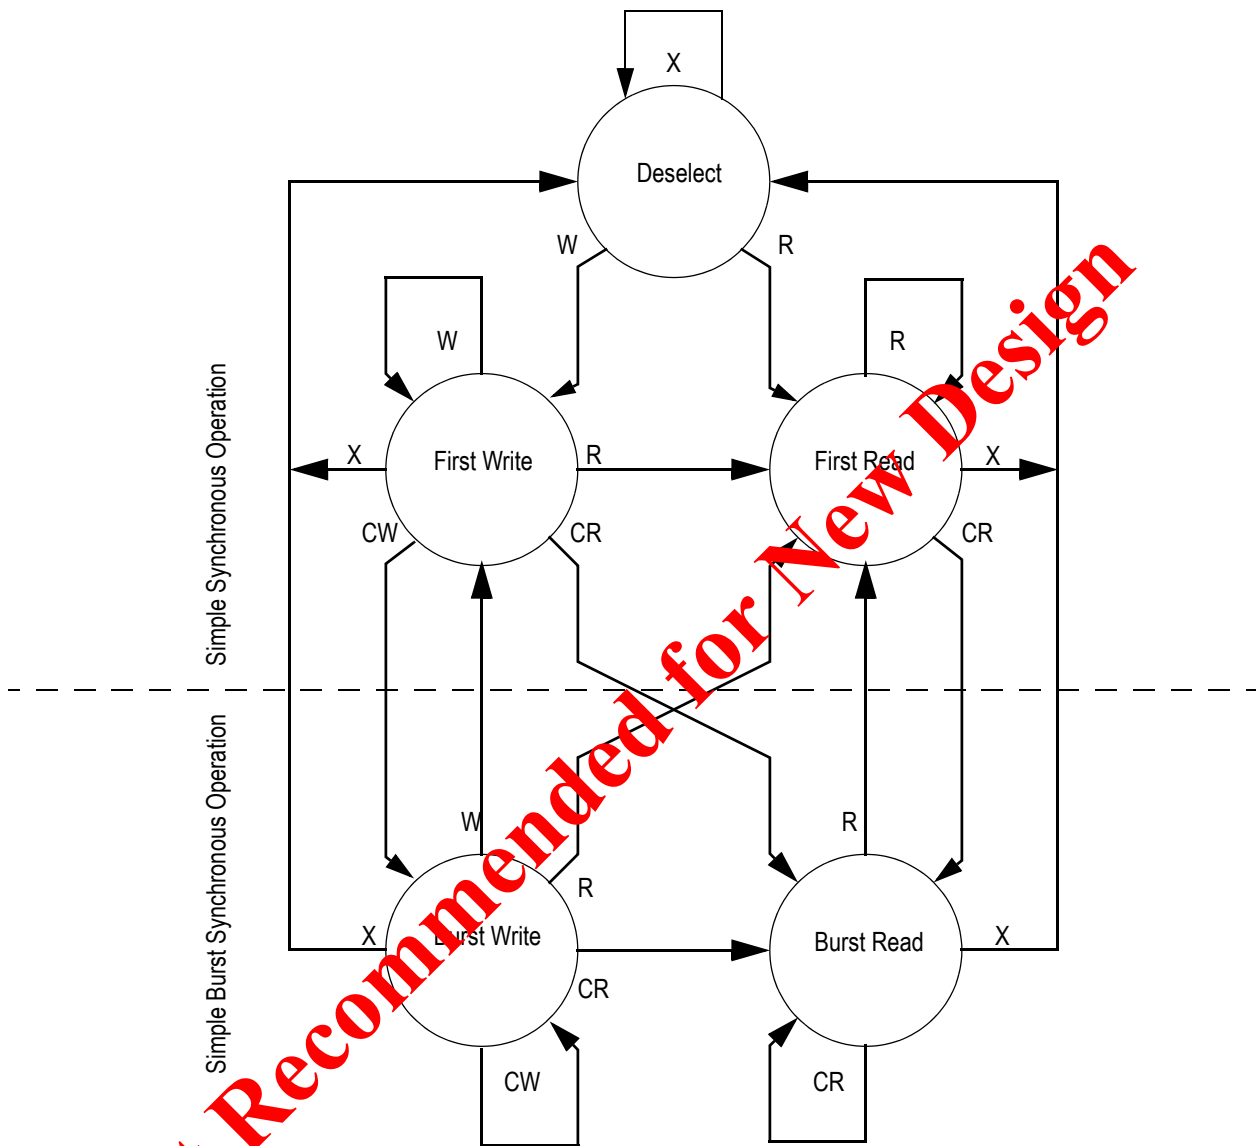 X
Deselect
W
R
W
R
Simple Synchronous Operation
X
First Write
R
First Read
X
CW
CR
CR
W
R
R
Simple Burst Synchronous Operation
X
Burst Write
Burst Read
X
CR
CW
CR
Recommended for New Design